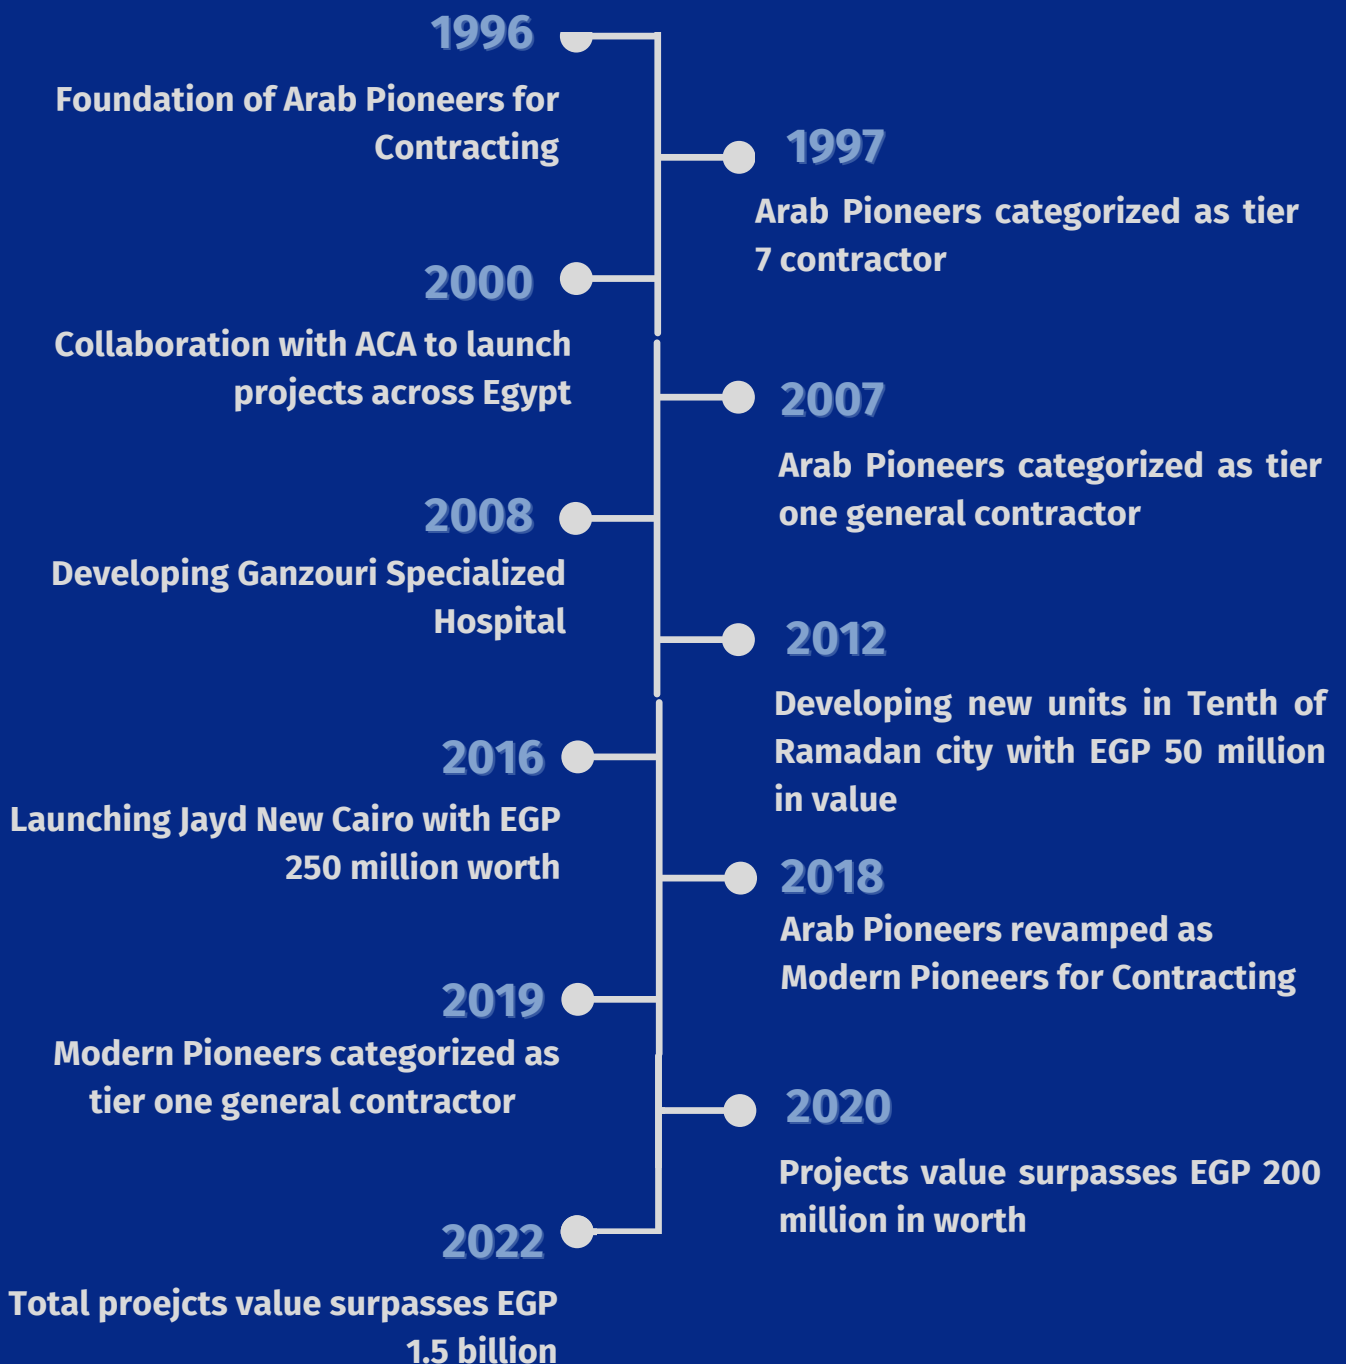 1996
Foundation of Arab Pioneers for
Contracting
1997
Arab Pioneers categorized as tier
7 contractor
2000
Collaboration with ACA to launch
projects across Egypt
2007
Arab Pioneers categorized as tier
one general contractor
2008
Developing Ganzouri Specialized
Hospital
2012
Developing new units in Tenth of
Ramadan city with EGP 50 million
in value
2016
Launching Jayd New Cairo with EGP
250 million worth
2018
Arab Pioneers revamped as
Modern Pioneers for Contracting
2019
Modern Pioneers categorized as
tier one general contractor
2020
Projects value surpasses EGP 200
million in worth
2022
Total proejcts value surpasses EGP
1.5 billion